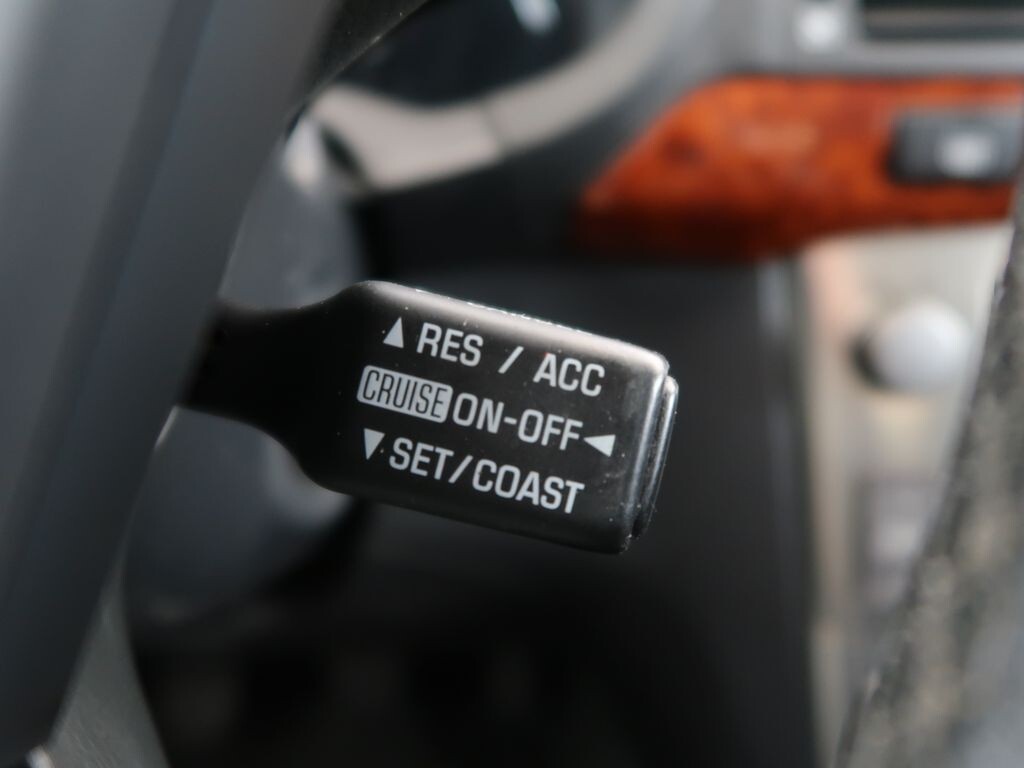 ▲ RES / ACC
CRUISE ON-OFF ◀
▼ SET/COAST